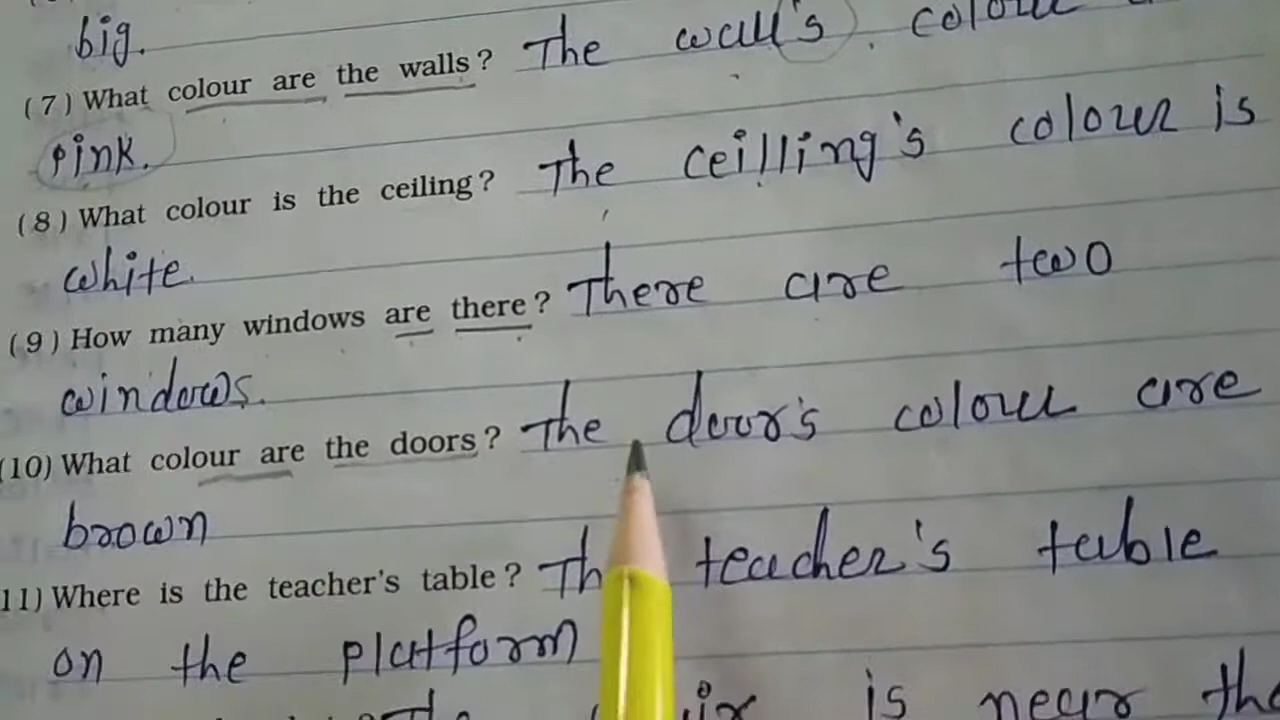 big.
(7) What colour are the walls? The wall's colour
pink.
(8) What colour is the ceiling? The ceilling's colour is
white.
(9) How many windows are there? There are two
windows.
(10) What colour are the doors? The door's colour are
brown
11) Where is the teacher's table? Th teacher's table
on the platform
is near the